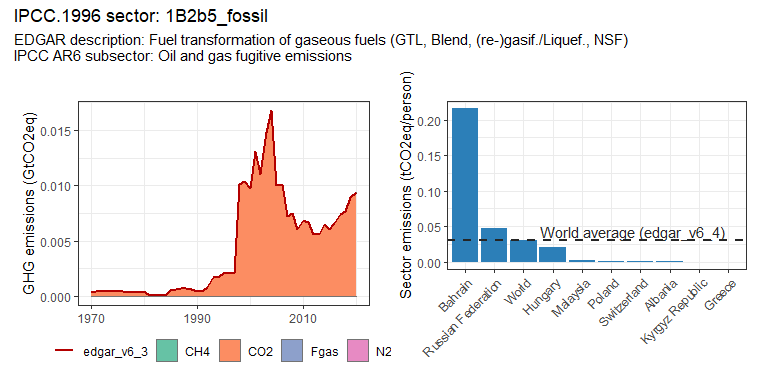 IPCC.1996 sector: 1B2b5_fossil
EDGAR description: Fuel transformation of gaseous fuels (GTL, Blend, (re-)gasif./Liquef., NSF)
IPCC AR6 subsector: Oil and gas fugitive emissions
GHG emissions (GtCO2eq)
0.015
0.010
0.005
0.000
1970
1990
2010
edgar_v6_3
CH4
CO2
Fgas
N2
Sector emissions (tCO2eq/person)
0.20
0.15
0.10
0.05
0.00
World average (edgar_v6_4)
Bahrain
Russian Federation
World
Hungary
Malaysia
Poland
Switzerland
Albania
Kyrgyz Republic
Greece